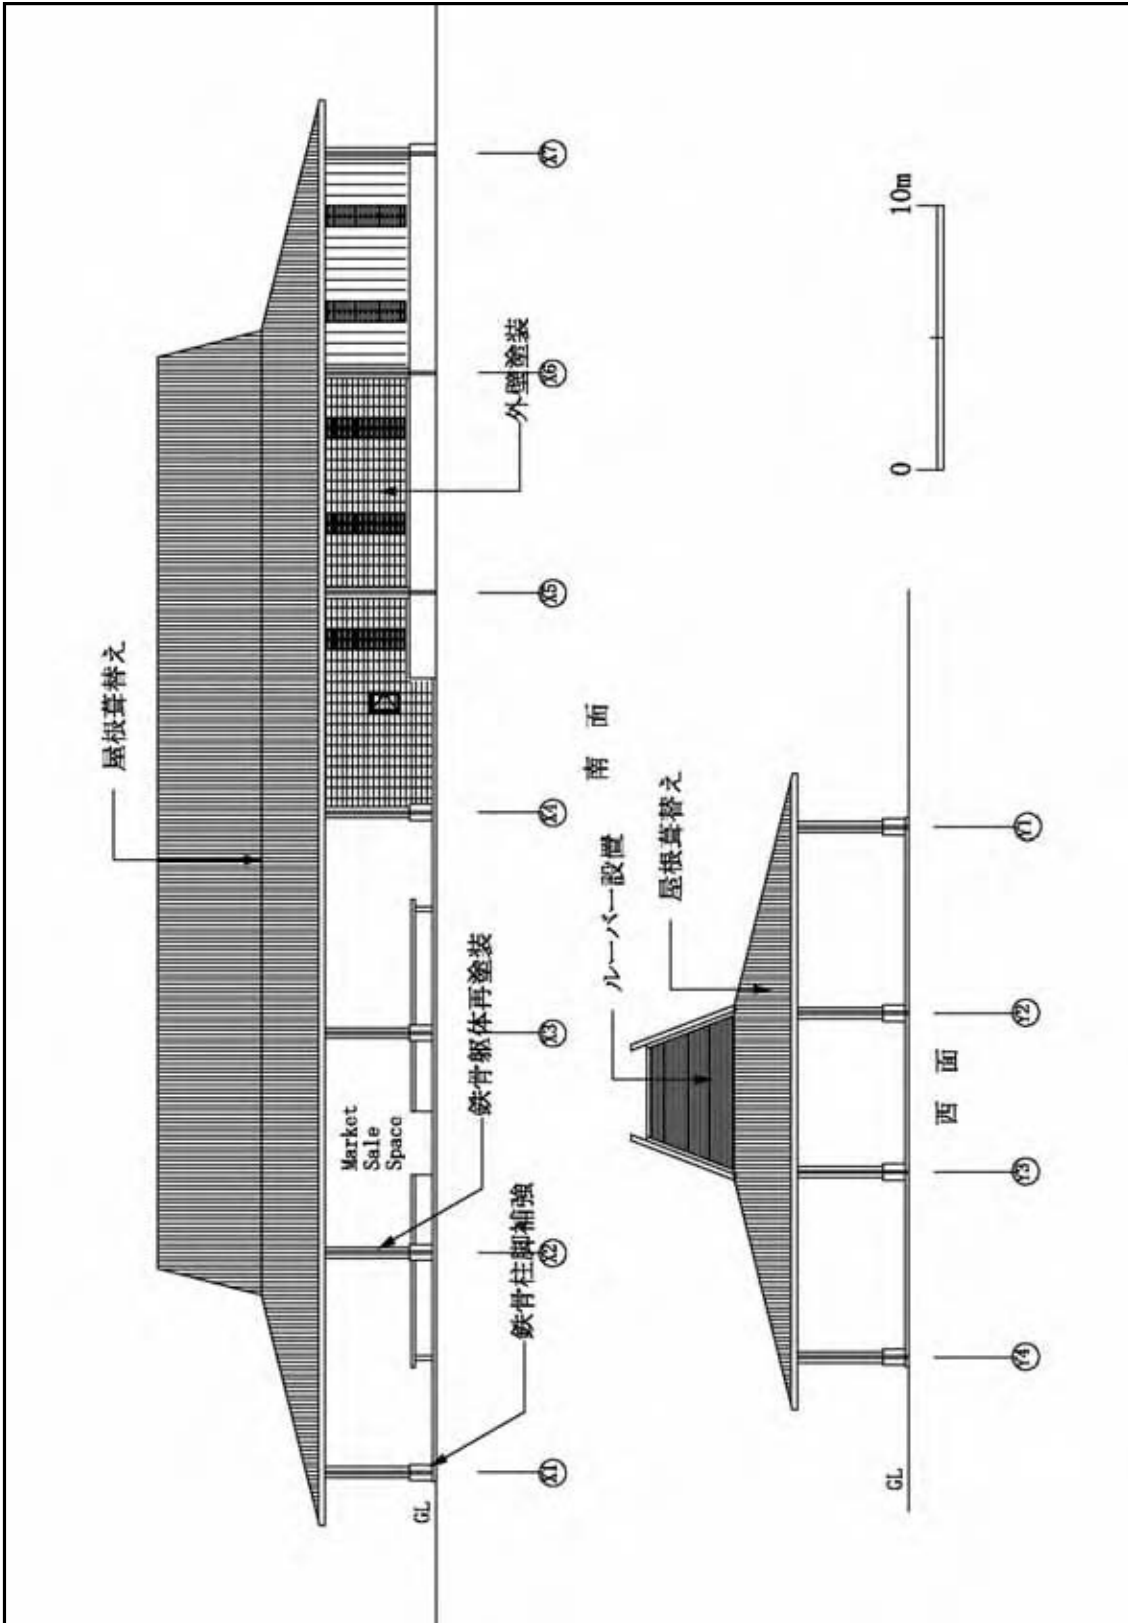 屋根葺替え
Market
Sale
Space
外壁塗装
鉄骨躯体再塗装
鉄骨柱脚補強
GL
X1
X2
X3
X4
X5
X6
X7
南 面
ルーバー設置
屋根葺替え
GL
Y4
Y3
Y2
Y1
西 面
0
10m